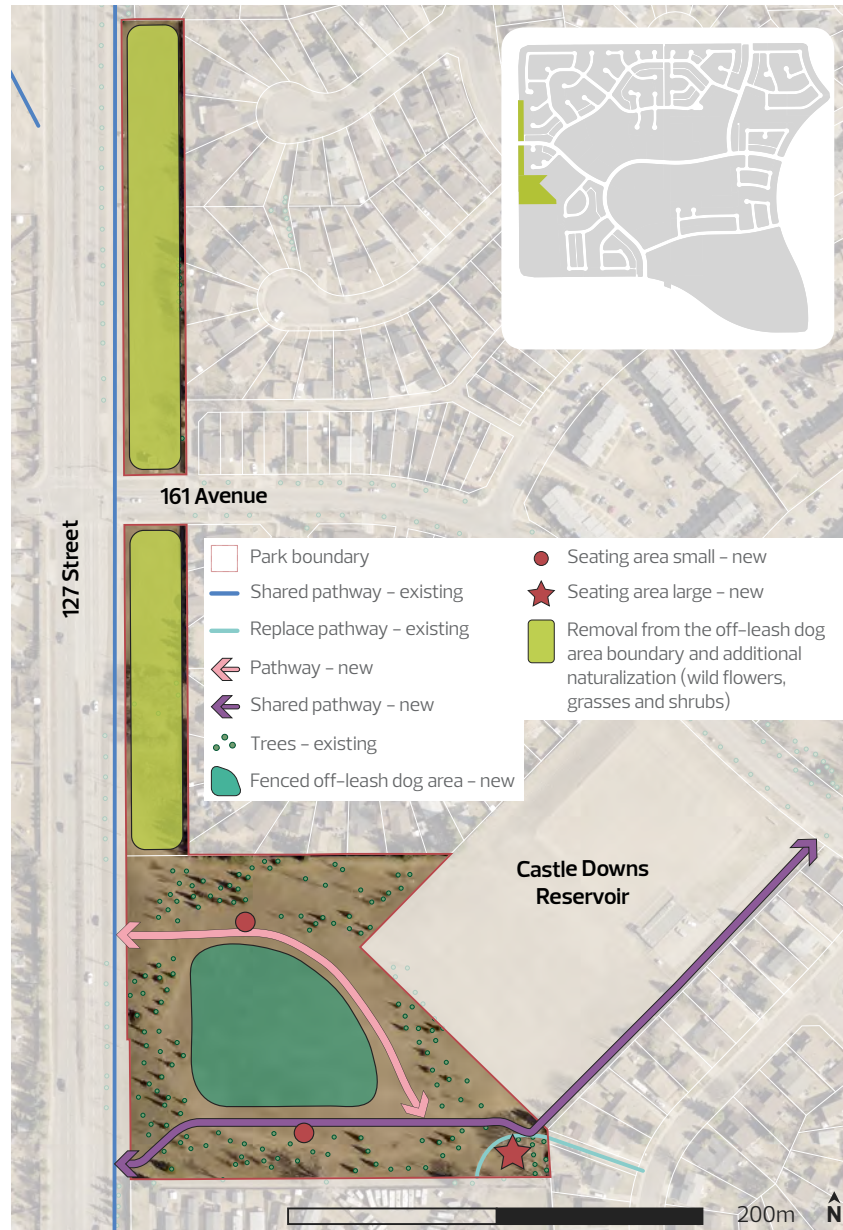 161 Avenue
127 Street
Park boundary
Shared pathway – existing
Replace pathway – existing
Pathway – new
Shared pathway – new
Trees – existing
Fenced off-leash dog area – new
Seating area small – new
Seating area large – new
Removal from the off-leash dog
area boundary and additional
naturalization (wild flowers,
grasses and shrubs)
Castle Downs
Reservoir
200m
N